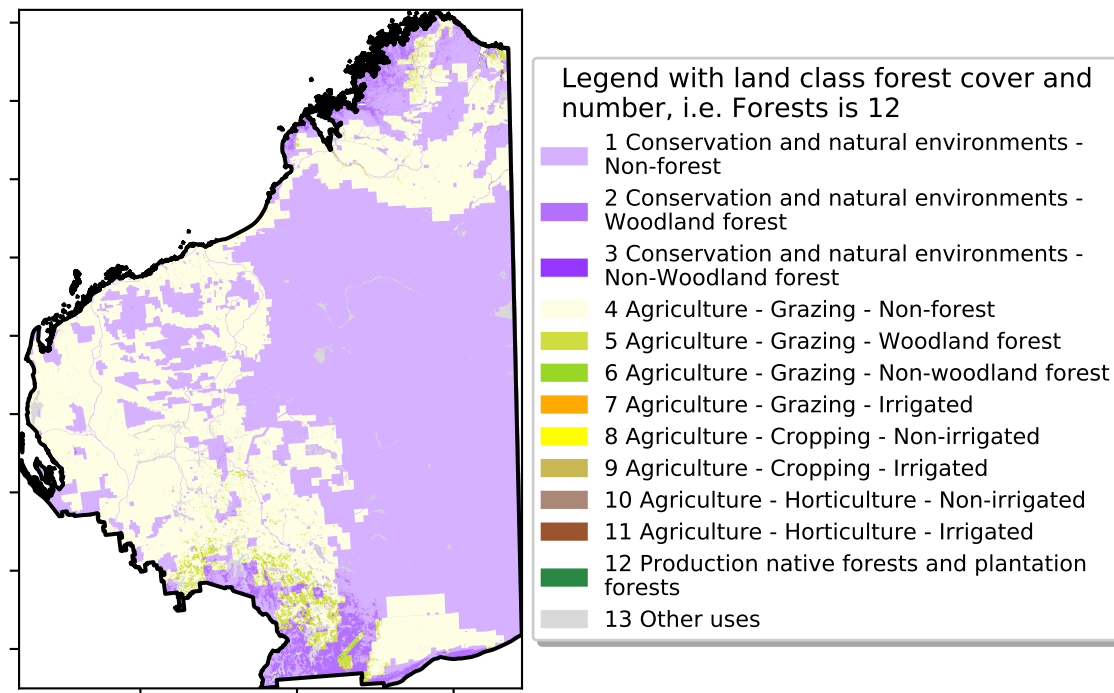 Legend with land class forest cover and
number, i.e. Forests is 12
1 Conservation and natural environments -
Non-forest
2 Conservation and natural environments -
Woodland forest
3 Conservation and natural environments -
Non-Woodland forest
4 Agriculture - Grazing - Non-forest
5 Agriculture - Grazing - Woodland forest
6 Agriculture - Grazing - Non-woodland forest
7 Agriculture - Grazing - Irrigated
8 Agriculture - Cropping - Non-irrigated
9 Agriculture - Cropping - Irrigated
10 Agriculture - Horticulture - Non-irrigated
11 Agriculture - Horticulture - Irrigated
12 Production native forests and plantation
forests
13 Other uses